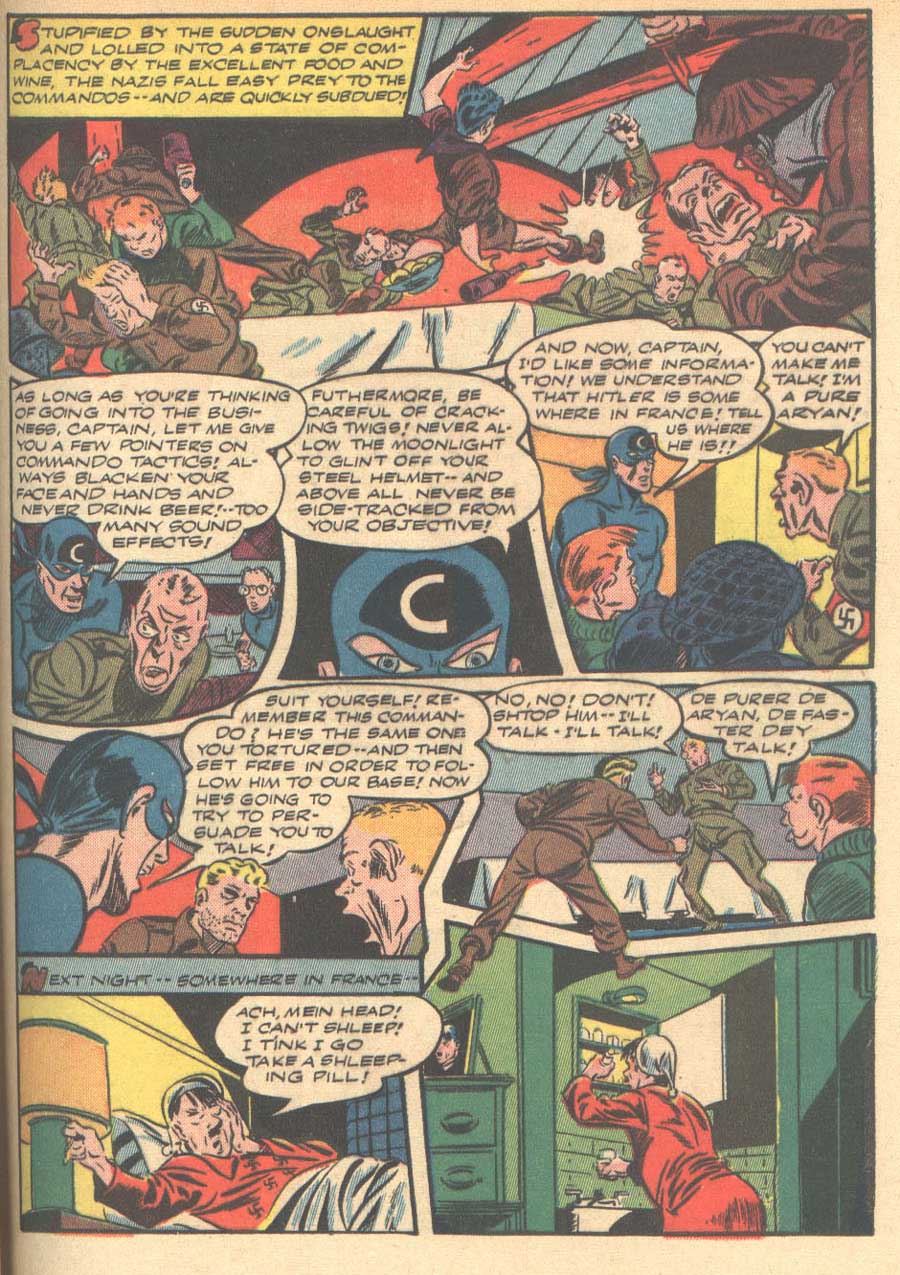 STUPIFIED BY THE SUDDEN ONSLAUGHT
AND LOLLED INTO A STATE OF COM-
PLACENCY BY THE EXCELLENT FOOD AND
WINE, THE NAZIS FALL EASY PREY TO THE
COMMANDOS--AND ARE QUICKLY SUBDUED!
AS LONG AS YOU'RE THINKING
OF GOING INTO THE BUSI-
NESS, CAPTAIN, LET ME GIVE
YOU A FEW POINTERS ON
COMMANDO TACTICS! AL-
WAYS BLACKEN YOUR
FACE AND HANDS AND
NEVER DRINK BEER!--TOO
MANY SOUND
EFFECTS!
C
FUTHERMORE, BE
CAREFUL OF CRACK-
ING TWIGS! NEVER AL-
LOW THE MOONLIGHT
TO GLINT OFF YOUR
STEEL HELMET--AND
ABOVE ALL NEVER BE
SIDE-TRACKED FROM
YOUR OBJECTIVE!
C
AND NOW, CAPTAIN,
I'D LIKE SOME INFORMA-
TION! WE UNDERSTAND
THAT HITLER IS SOME
WHERE IN FRANCE! TELL
US WHERE
HE IS!!
YOU CAN'T
MAKE ME
TALK! I'M
A PURE
ARYAN!
SUIT YOURSELF! RE-
MEMBER THIS COMMAN-
DO? HE'S THE SAME ONE
YOU TORTURED--AND THEN
SET FREE IN ORDER TO FOL-
LOW HIM TO OUR BASE! NOW
HE'S GOING TO
TRY TO PER-
SUADE YOU TO
TALK!
NO, NO! DON'T!
SHTOP HIM--I'LL
TALK-I'LL TALK!
DE PURER DE
ARYAN, DE FAS-
TER DEY
TALK!
NEXT NIGHT--SOMEWHERE IN FRANCE--
ACH, MEIN HEAD!
I CAN'T SHLEEP!
I TINK I GO
TAKE A SHLEEP-
ING PILL!